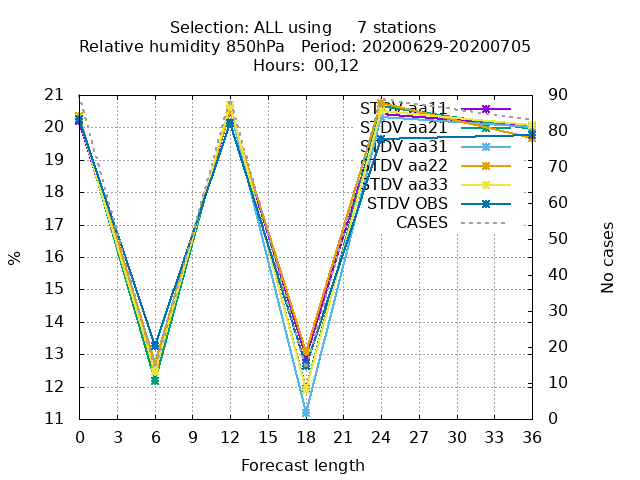 Selection: ALL using 7 stations
Relative humidity 850hPa Period: 20200629-20200705
Hours: 00,12
21
20
19
18
17
16
15
14
13
12
11
%
90
80
70
60
50
40
30
20
10
0
No cases
STDV aa11
STDV aa21
STDV aa31
STDV aa22
STDV aa33
STDV OBS
CASES
0 3 6 9 12 15 18 21 24 27 30 33 36
Forecast length